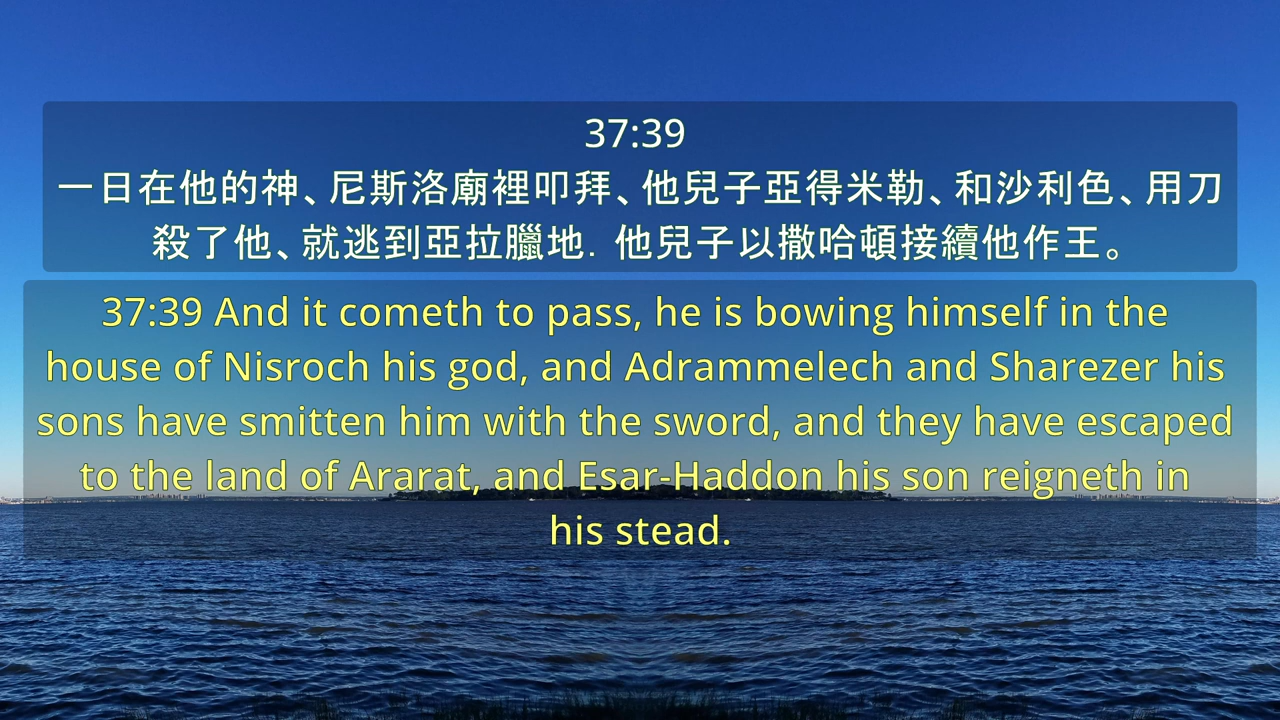 37:39
一日在他的神、尼斯洛廟裡叩拜、他兒子亞得米勒、和沙利色、用刀
殺了他、就逃到亞拉臘地．他兒子以撒哈頓接續他作王。
37:39 And it cometh to pass, he is bowing himself in the
house of Nisroch his god, and Adrammelech and Sharezer his
sons have smitten him with the sword, and they have escaped
to the land of Ararat, and Esar-Haddon his son reigneth in
his stead.